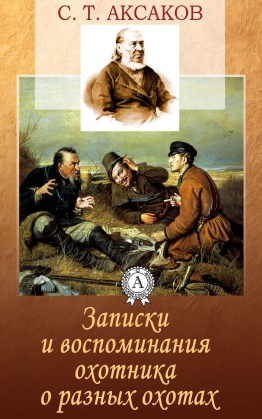 С. Т. АКСАКОВ
А
Записки
и воспоминания
охотника
о разных охотах